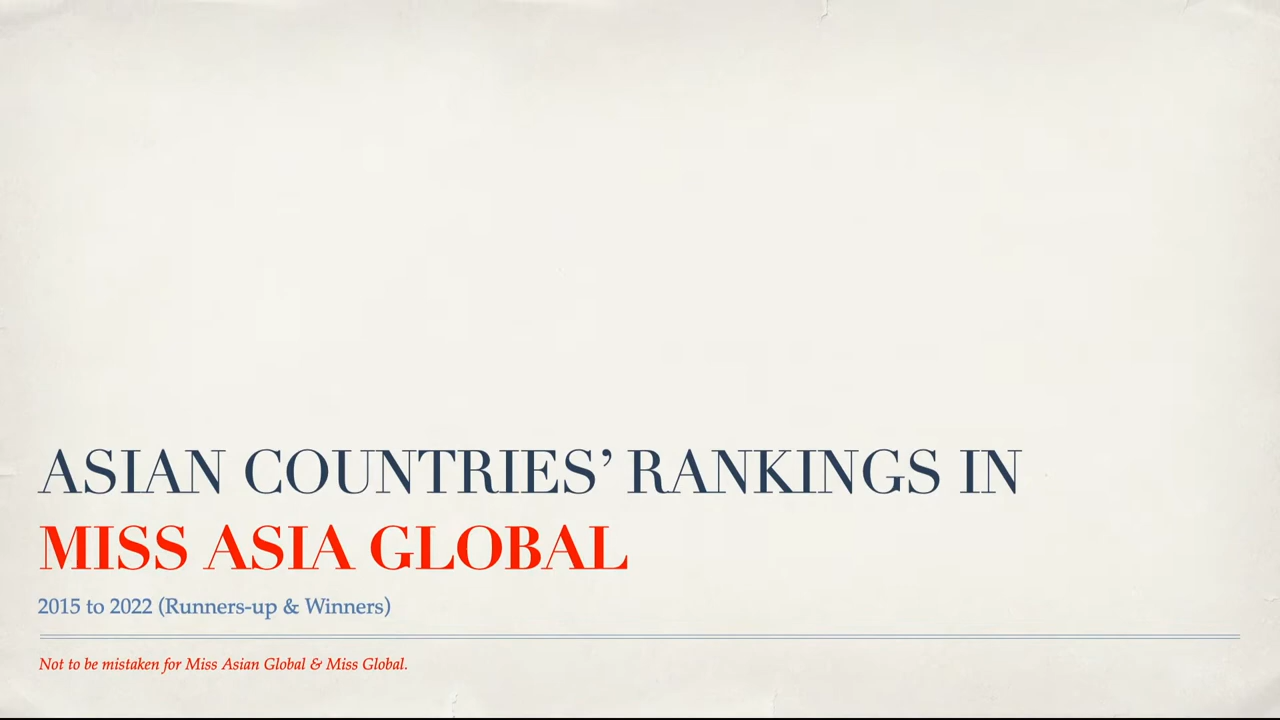 ASIAN COUNTRIES’ RANKINGS IN
MISS ASIA GLOBAL
2015 to 2022 (Runners-up & Winners)
Not to be mistaken for Miss Asian Global & Miss Global.